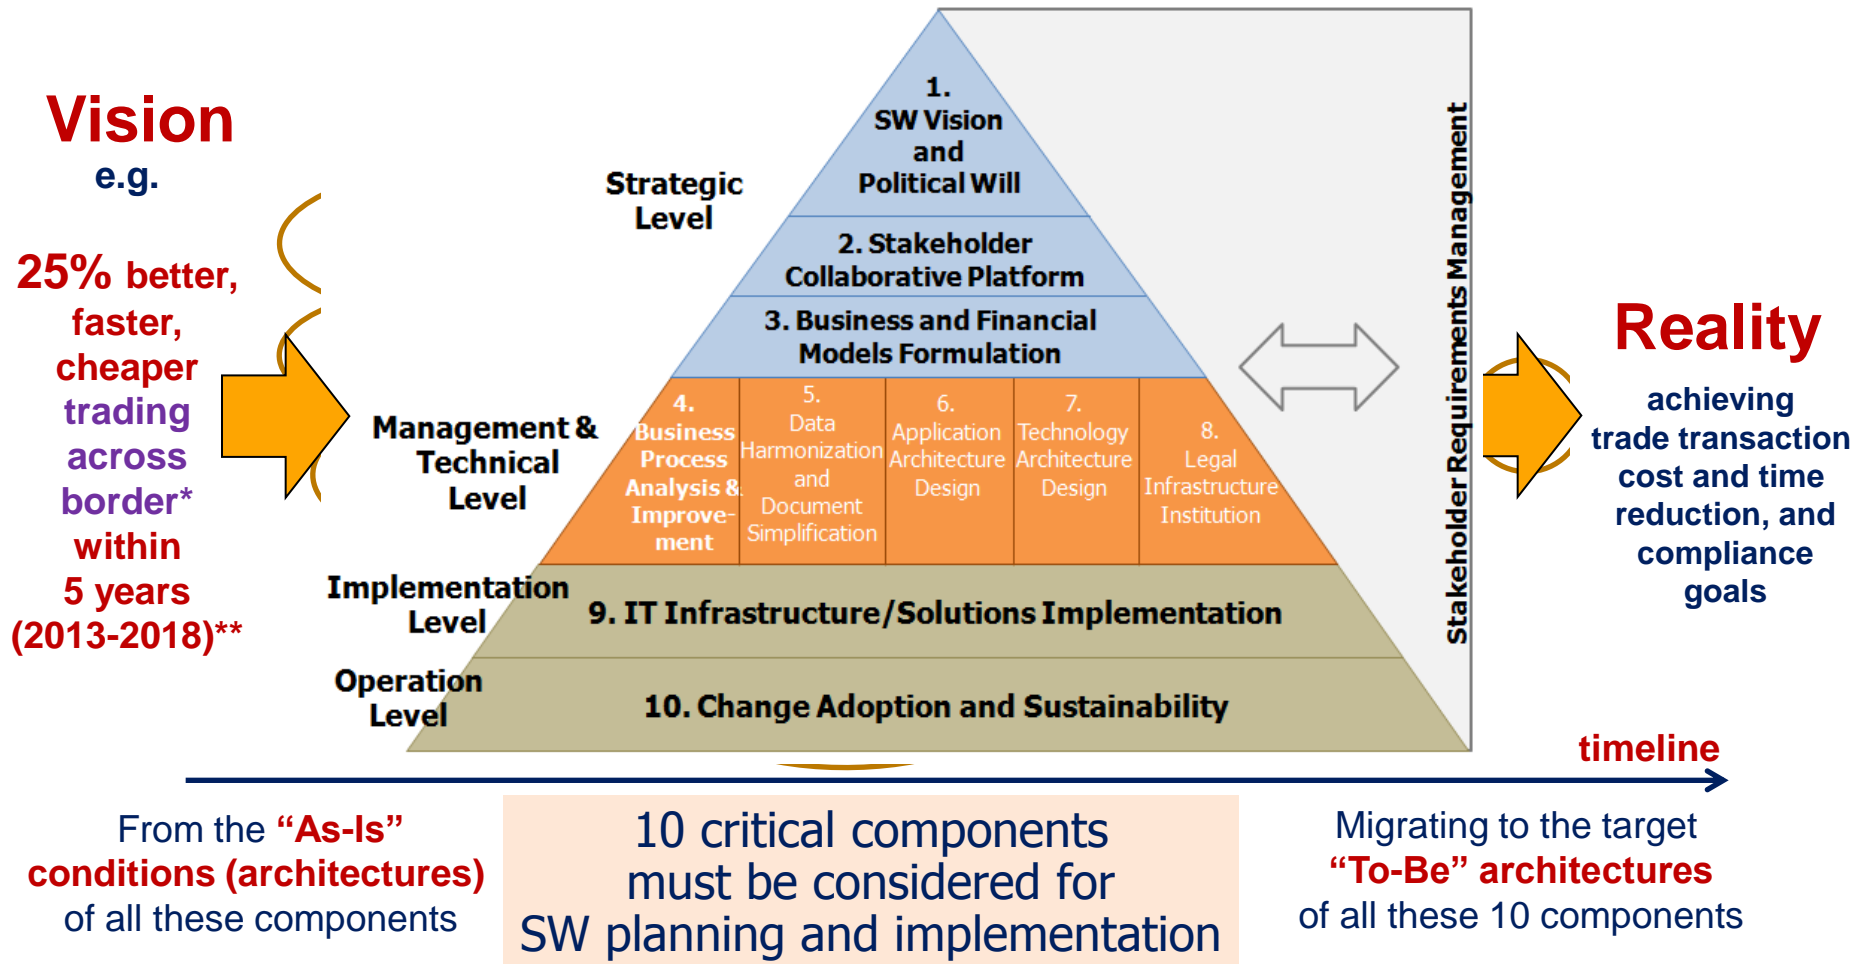 Vision
e.g.
25% better,
faster,
cheaper
trading
across
border*
within
5 years
(2013-2018)**
Strategic
Level
Management &
Technical
Level
Implementation
Level
Operation
Level
1.
SW Vision
and
Political Will
2. Stakeholder
Collaborative Platform
3. Business and Financial
Models Formulation
4.
Business
Process
Analysis &
Improve-
ment
5.
Data
Harmonization
and
Document
Simplification
6.
Application
Architecture
Design
7.
Technology
Architecture
Design
8.
Legal
Infrastructure
Institution
9. IT Infrastructure/Solutions Implementation
10. Change Adoption and Sustainability
Stakeholder Requirements Management
Reality
achieving
trade transaction
cost and time
reduction, and
compliance
goals
timeline
From the “As-Is”
conditions (architectures)
of all these components
10 critical components
must be considered for
SW planning and implementation
Migrating to the target
“To-Be” architectures
of all these 10 components